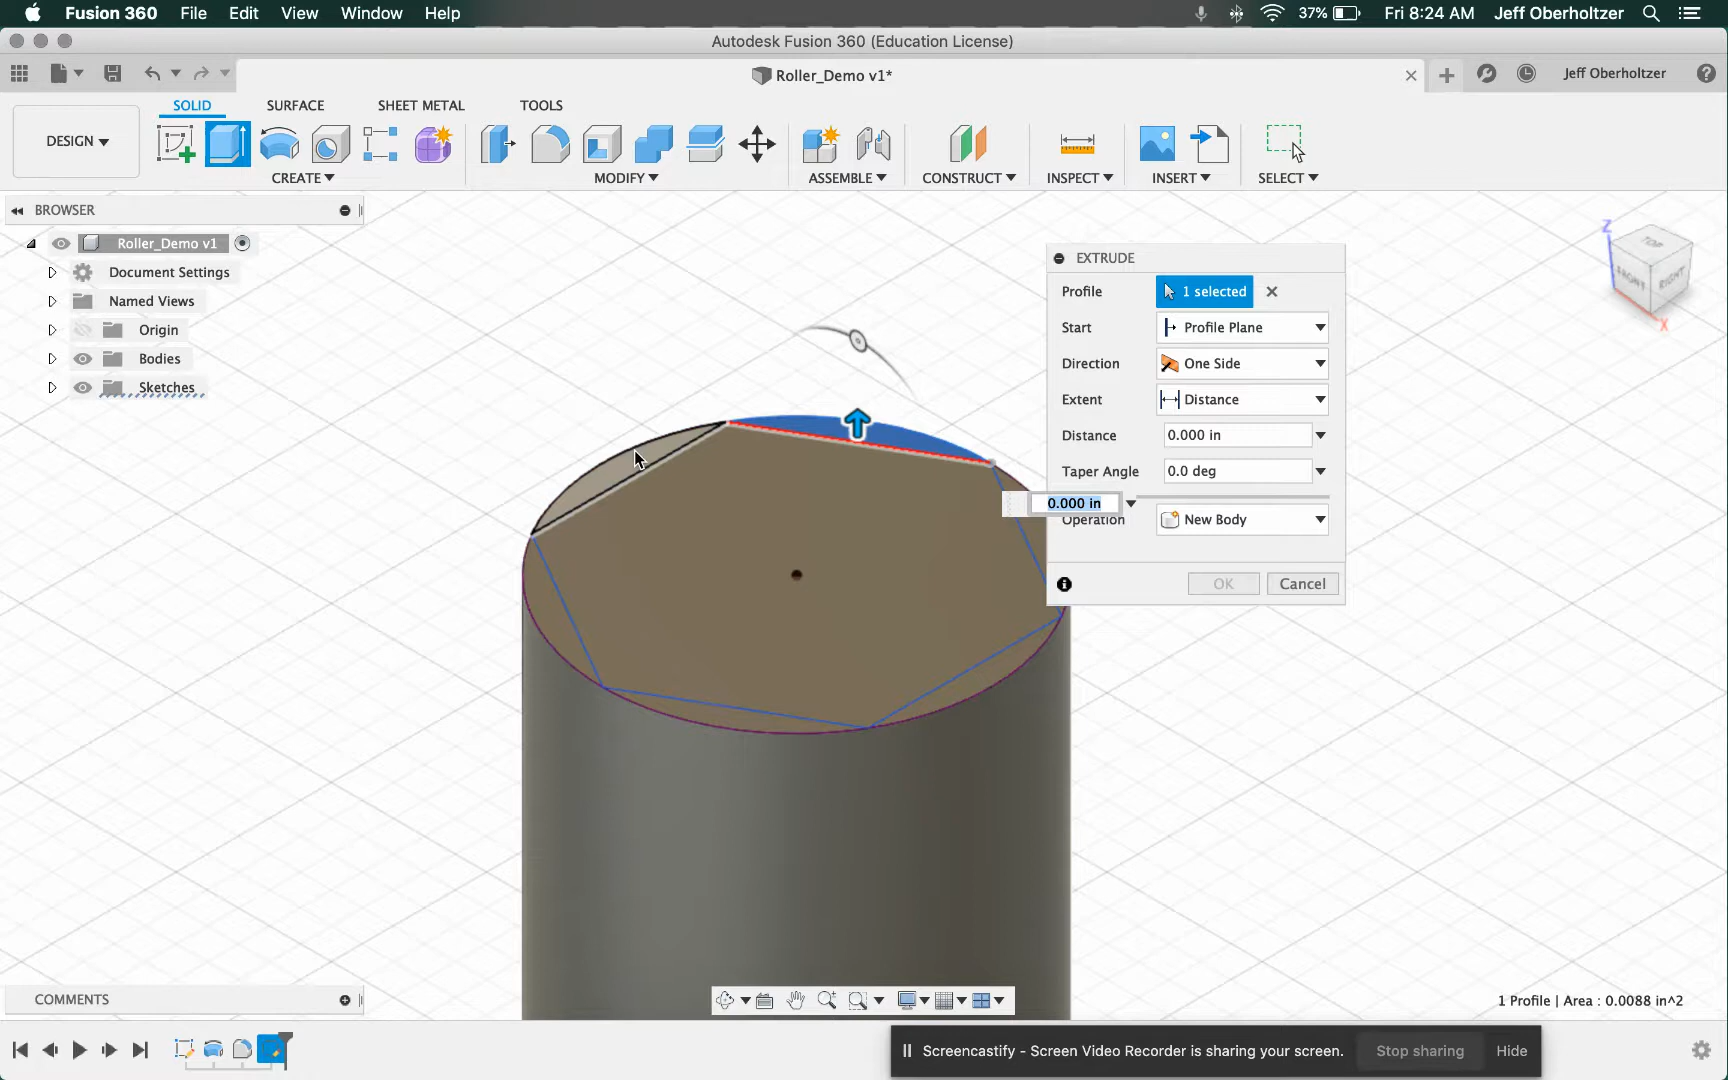 Fusion 360 File Edit View Window Help 37% Fri 8:24 AM Jeff Oberholtzer
Autodesk Fusion 360 (Education License)
Roller_Demo v1* Jeff Oberholtzer
SOLID SURFACE SHEET METAL TOOLS
DESIGN
CREATE MODIFY ASSEMBLE CONSTRUCT INSPECT INSERT SELECT
BROWSER
Roller_Demo v1
Document Settings
Named Views
Origin
Bodies
Sketches
Z
TOP
FRONT RIGHT
X
EXTRUDE
Profile 1 selected
Start Profile Plane
Direction One Side
Extent Distance
Distance 0.000 in
Taper Angle 0.0 deg
0.000 in
Operation New Body
OK Cancel
COMMENTS
1 Profile | Area : 0.0088 in^2
Screencastify - Screen Video Recorder is sharing your screen. Stop sharing Hide